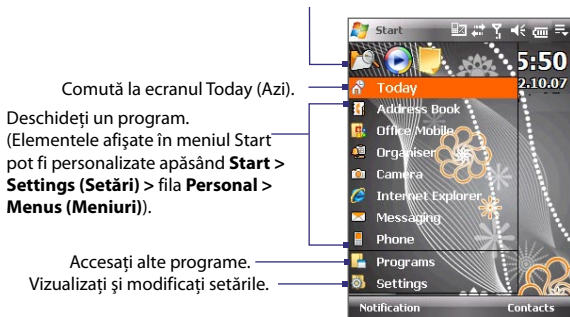 Start
5:50
2.10.07
Comută la ecranul Today (Azi).
Today
Deschideți un program.
(Elementele afişate în meniul Start
pot fi personalizate apăsând Start >
Settings (Setări) > fila Personal >
Menus (Meniuri)).
Address Book
Office Mobile
Organiser
Camera
Internet Explorer
Messaging
Phone
Accesați alte programe.
Programs
Vizualizați şi modificați setările.
Settings
Notification
Contacts